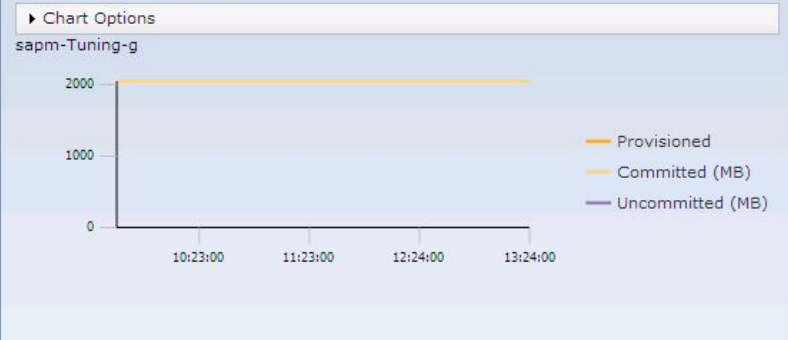 Chart Options
sapm-Tuning-g
2000
1000
0
10:23:00 11:23:00 12:24:00 13:24:00
Provisioned
Committed (MB)
Uncommitted (MB)